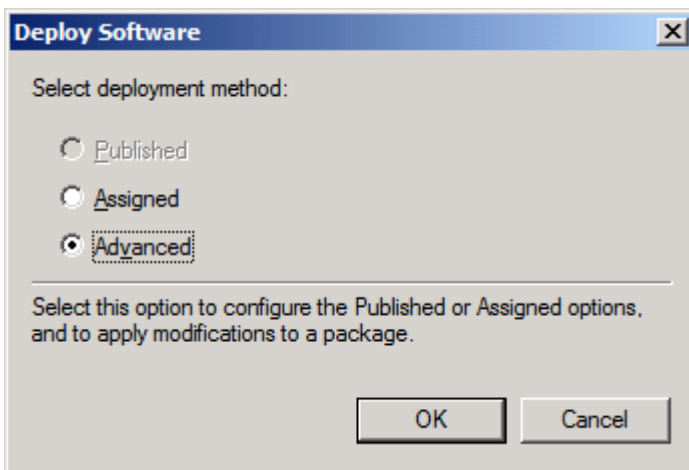 Deploy Software
Select deployment method:
Published
Assigned
Advanced
Select this option to configure the Published or Assigned options,
and to apply modifications to a package.
OK Cancel